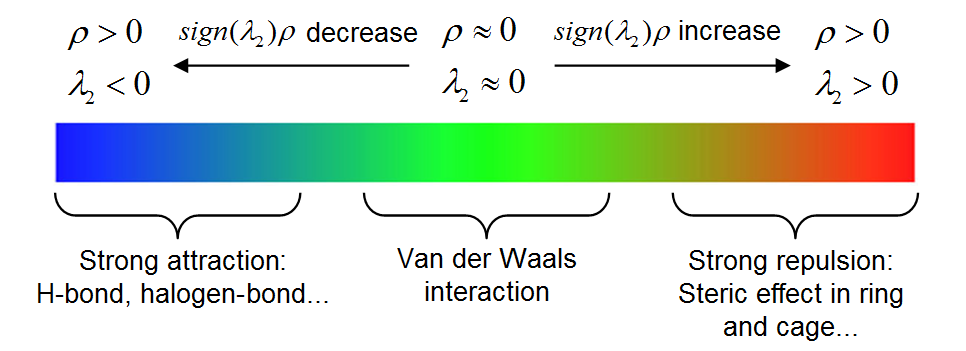 ρ > 0 sign(λ₂)ρ decrease ρ ≈ 0 sign(λ₂)ρ increase ρ > 0
λ₂ < 0 λ₂ ≈ 0 λ₂ > 0
Strong attraction:
H-bond, halogen-bond...
Van der Waals
interaction
Strong repulsion:
Steric effect in ring
and cage...